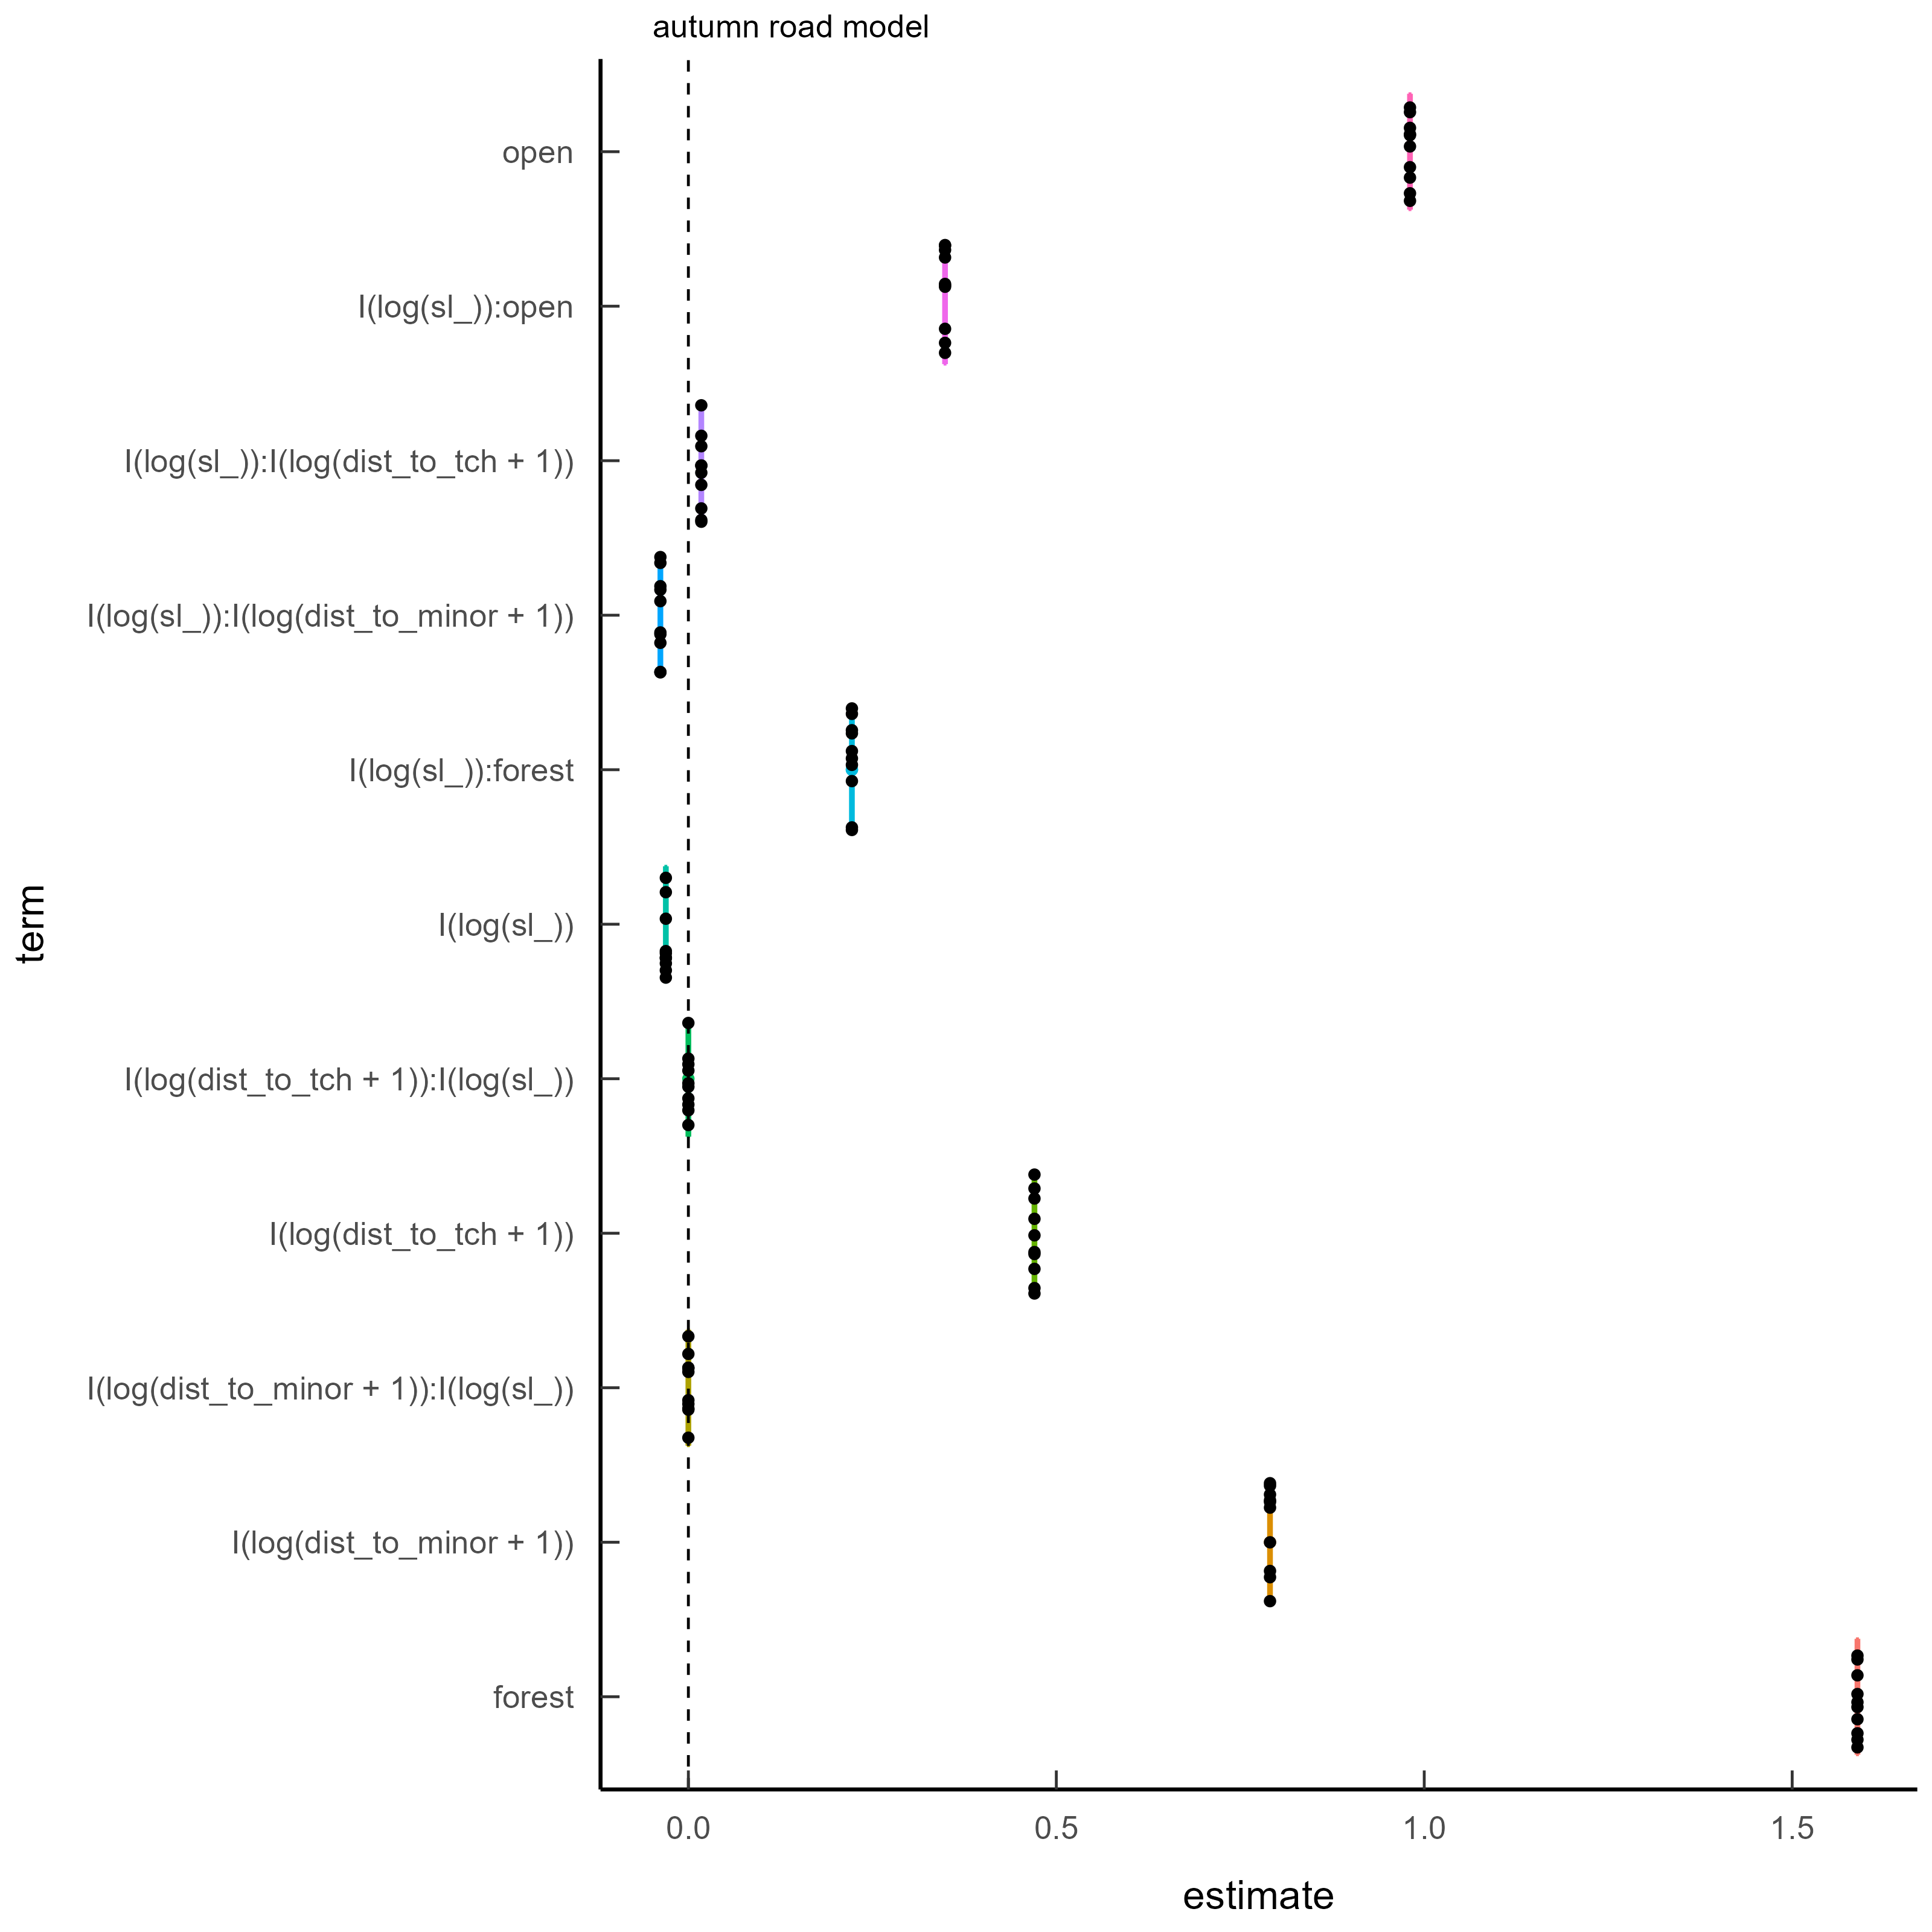 autumn road model
open
I(log(sl_)):open
I(log(sl_)):I(log(dist_to_tch + 1))
I(log(sl_)):I(log(dist_to_minor + 1))
I(log(sl_)):forest
I(log(sl_))
I(log(dist_to_tch + 1)):I(log(sl_))
I(log(dist_to_tch + 1))
I(log(dist_to_minor + 1)):I(log(sl_))
I(log(dist_to_minor + 1))
forest
term
0.0 0.5 1.0 1.5
estimate